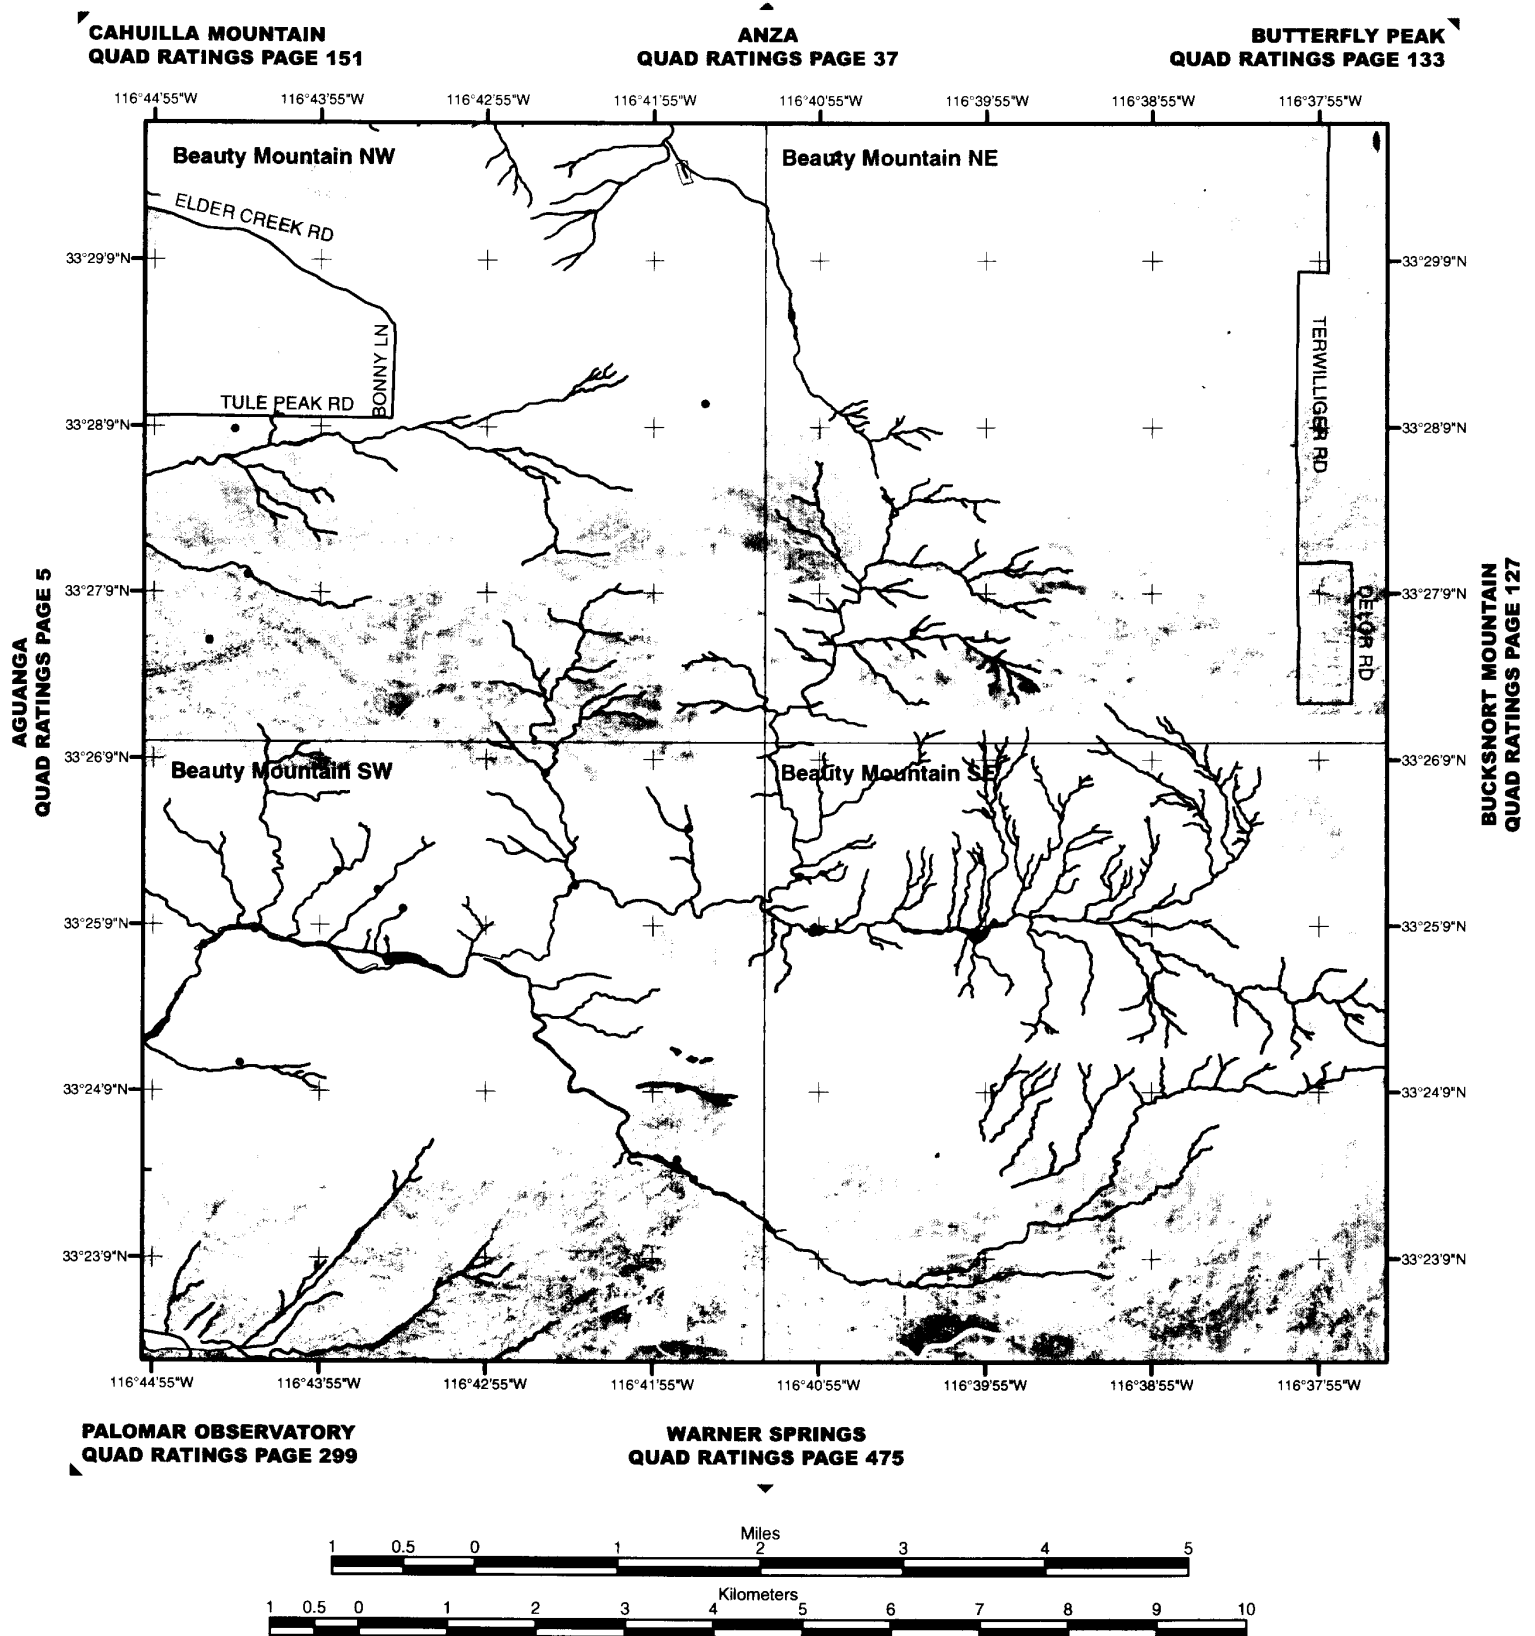 CAHUILLA MOUNTAIN
QUAD RATINGS PAGE 151
ANZA
QUAD RATINGS PAGE 37
BUTTERFLY PEAK
QUAD RATINGS PAGE 133
116°44'55"W 116°43'55"W 116°42'55"W 116°41'55"W 116°40'55"W 116°39'55"W 116°38'55"W 116°37'55"W
Beauty Mountain NW
Beauty Mountain NE
ELDER CREEK RD
33°29'9"N
33°29'9"N
BONNY LN
TERWILLIGER RD
TULE PEAK RD
33°28'9"N
33°28'9"N
AGUANGA
QUAD RATINGS PAGE 5
BUCKSNORT MOUNTAIN
QUAD RATINGS PAGE 127
33°27'9"N
33°27'9"N
RD
33°26'9"N
33°26'9"N
Beauty Mountain SW
Beauty Mountain SE
33°25'9"N
33°25'9"N
33°24'9"N
33°24'9"N
33°23'9"N
33°23'9"N
116°44'55"W 116°43'55"W 116°42'55"W 116°41'55"W 116°40'55"W 116°39'55"W 116°38'55"W 116°37'55"W
PALOMAR OBSERVATORY
QUAD RATINGS PAGE 299
WARNER SPRINGS
QUAD RATINGS PAGE 475
Miles
1 0.5 0 1 2 3 4 5
Kilometers
1 0.5 0 1 2 3 4 5 6 7 8 9 10